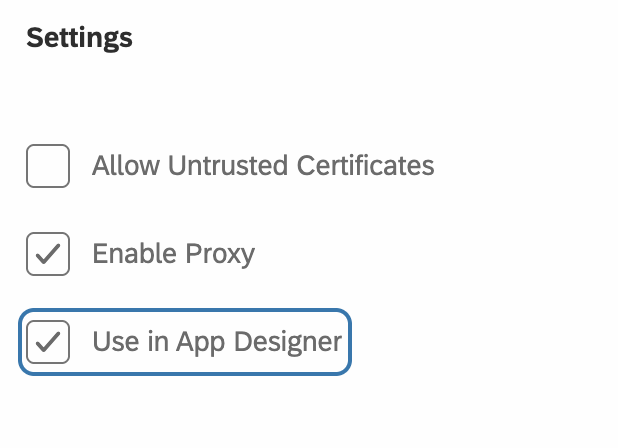 Settings
Allow Untrusted Certificates
Enable Proxy
Use in App Designer